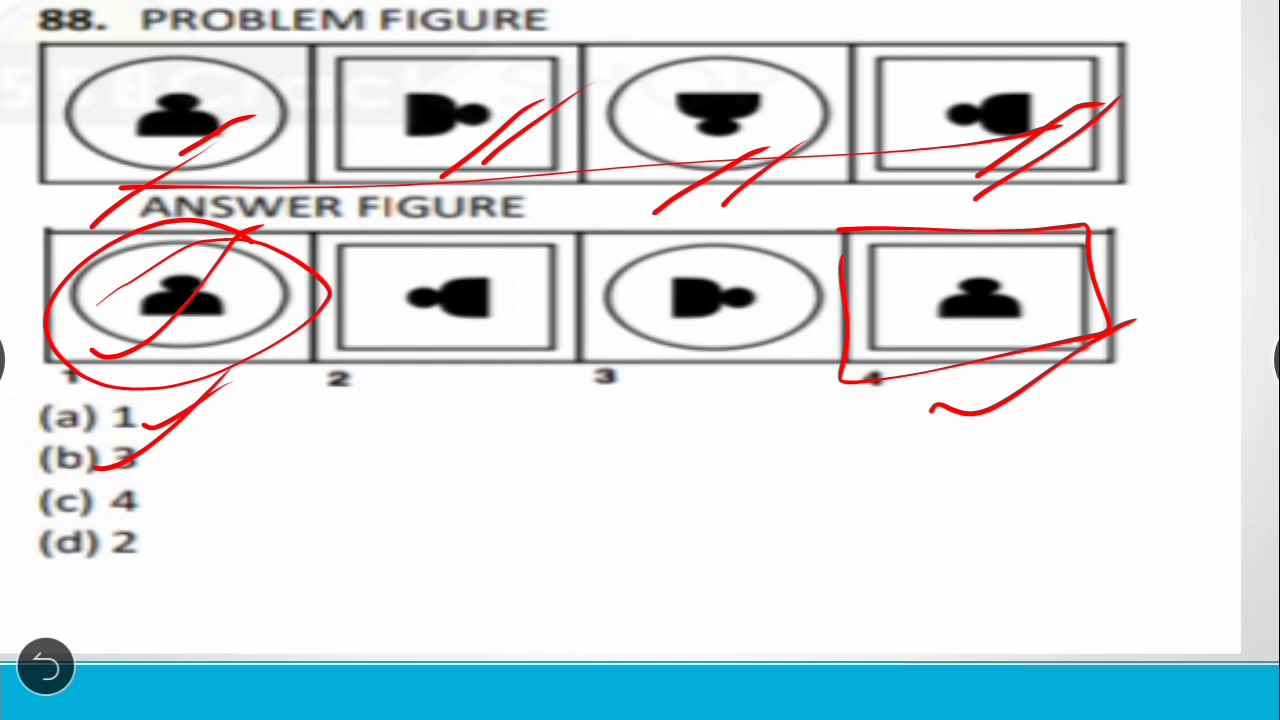 88. PROBLEM FIGURE
ANSWER FIGURE
1 2 3 4
(a) 1
(b) 3
(c) 4
(d) 2